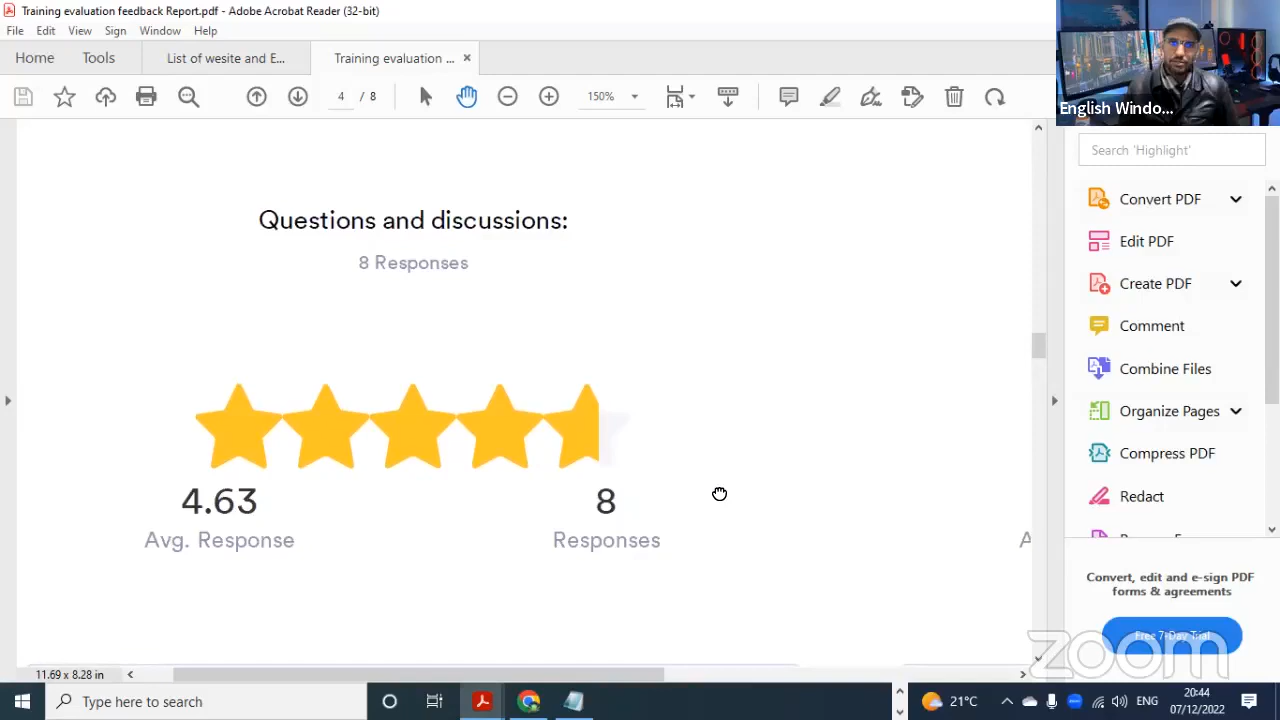 Training evaluation feedback Report.pdf - Adobe Acrobat Reader (32-bit)
File Edit View Sign Window Help
Home Tools List of wesite and E... Training evaluation ... ×
4 / 8 150%
English Windo...
Search 'Highlight'
Questions and discussions:
8 Responses
4.63 8
Avg. Response Responses A
Convert PDF
Edit PDF
Create PDF
Comment
Combine Files
Organize Pages
Compress PDF
Redact
Convert, edit and e-sign PDF
forms & agreements
Free 7-Day Trial
zoom
11.69 x 8.28 in
Type here to search
21°C
ENG
20:44
07/12/2022